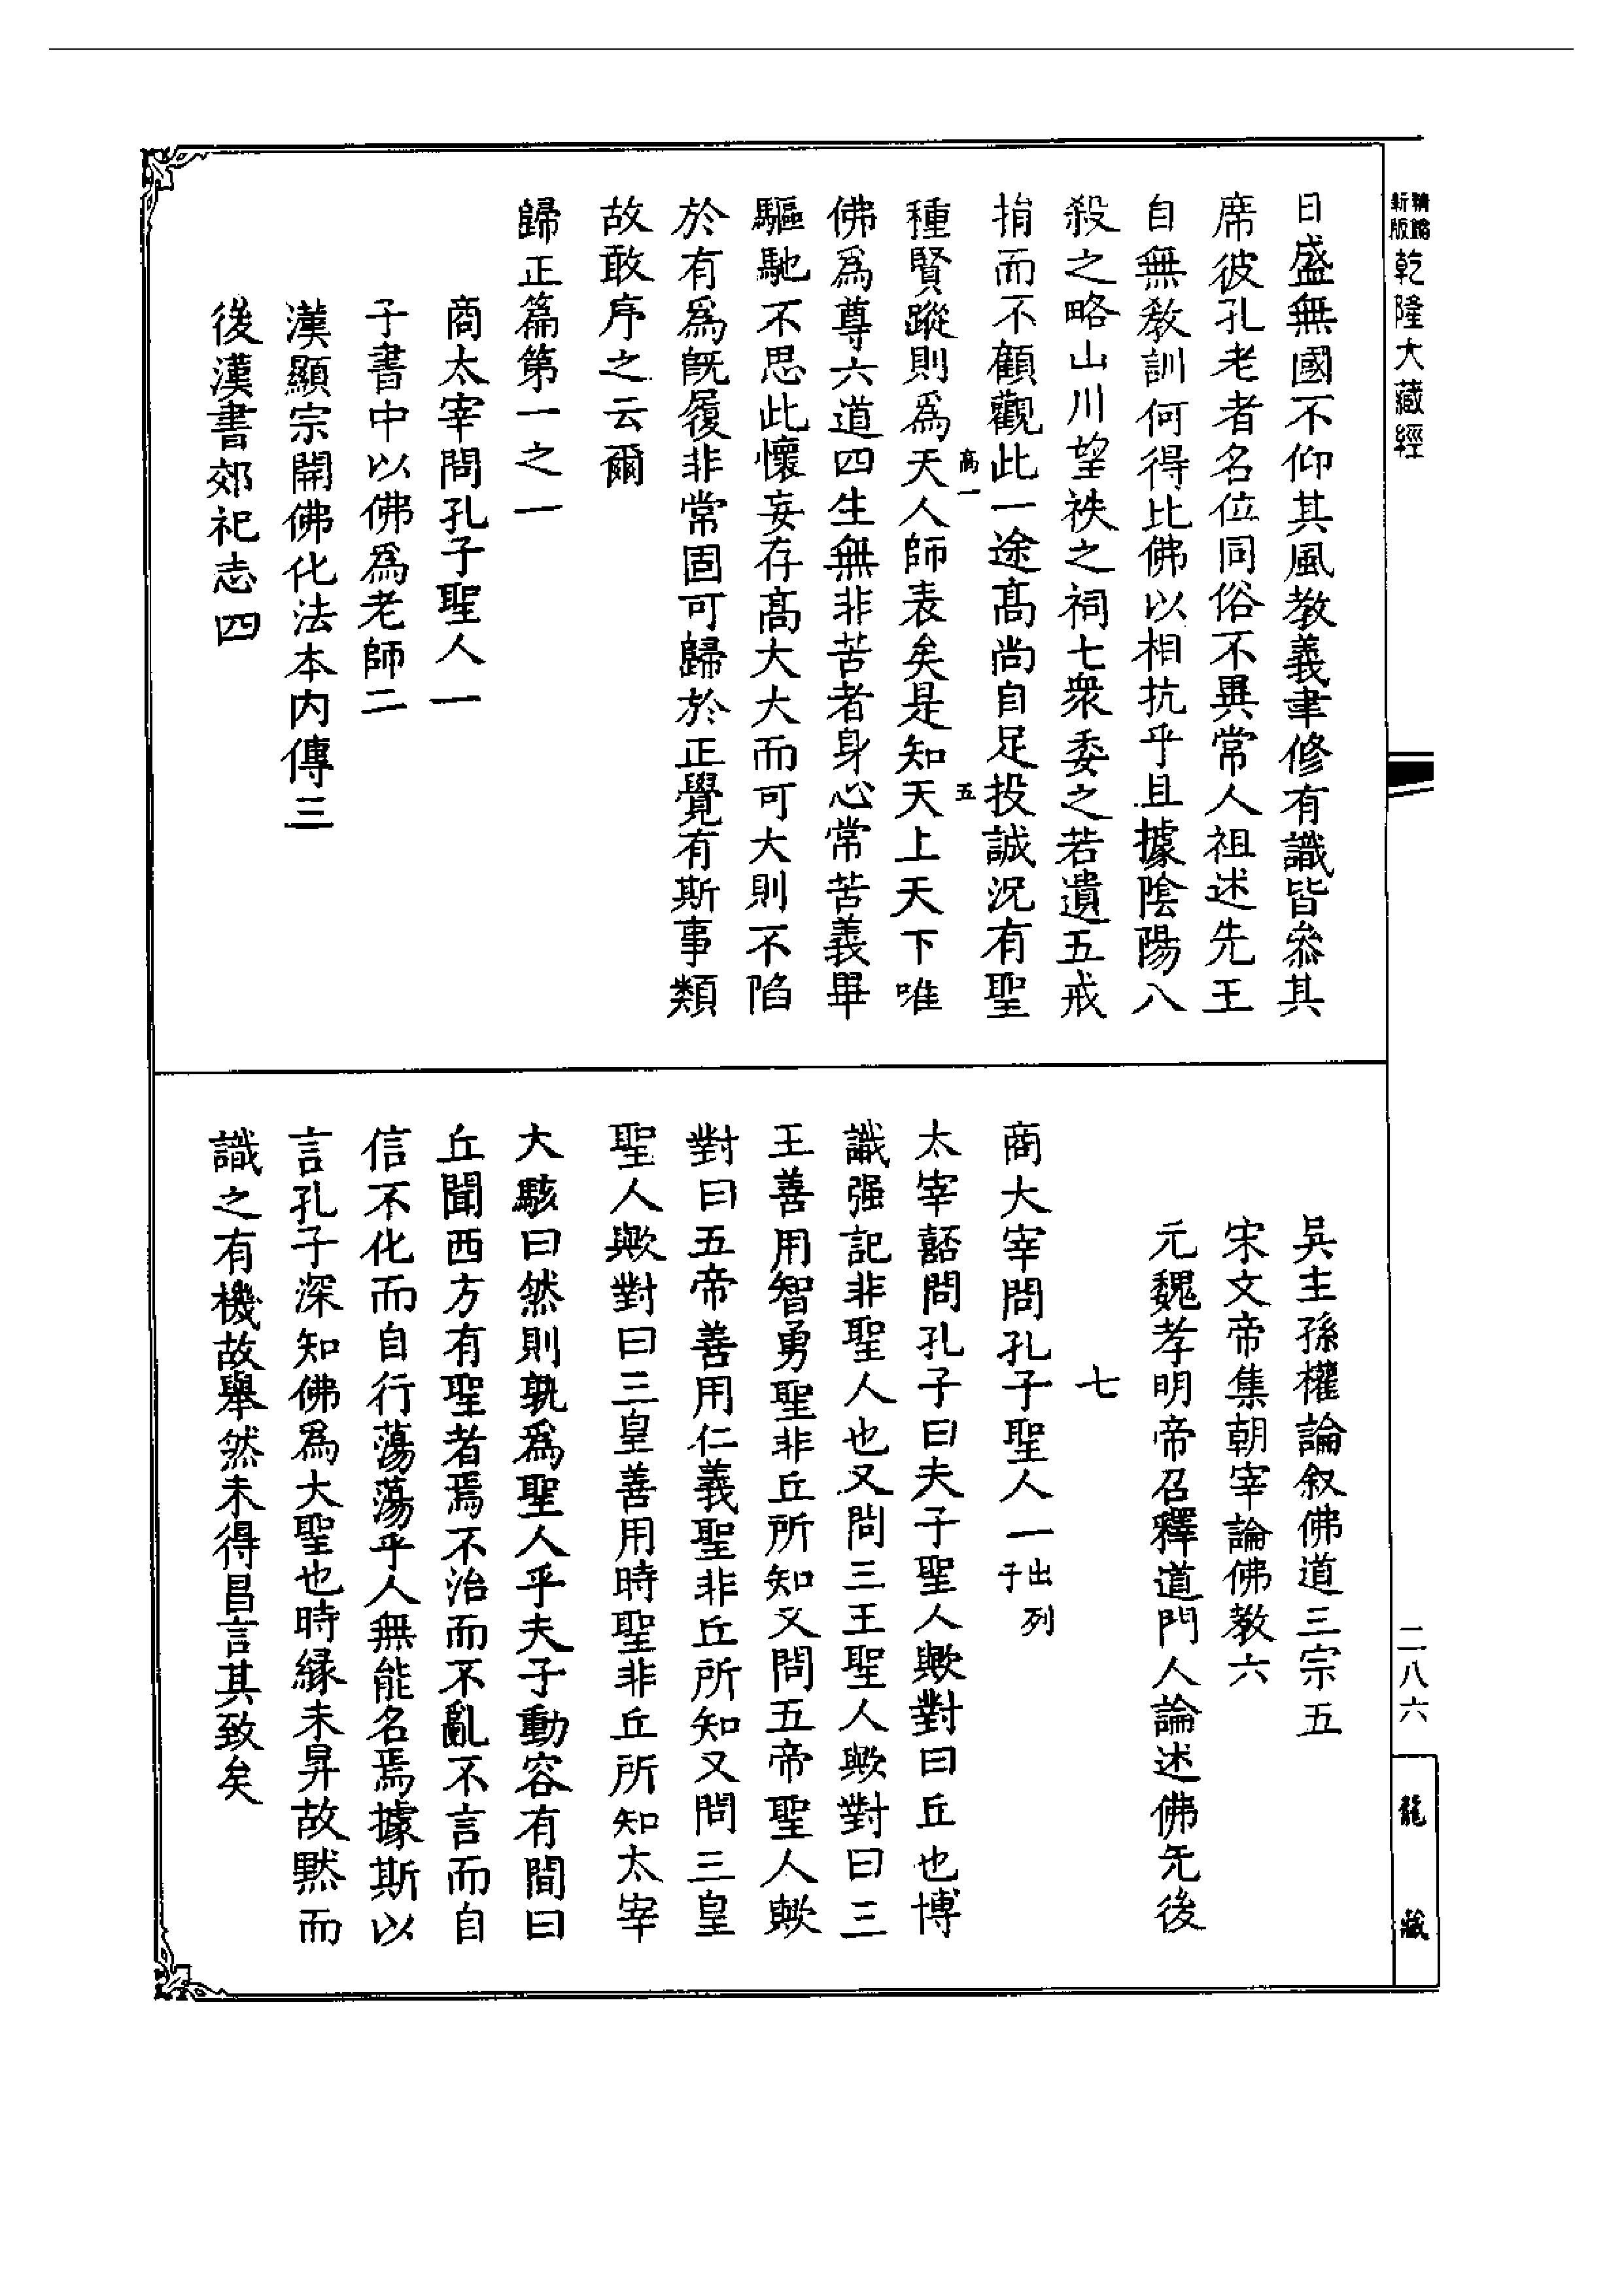 精鐫新版
乾隆大藏經
日盛無國不仰其風教義聿修有識皆叅其
席彼孔老者名位同俗不異常人祖述先王
自無教訓何得比佛以相抗乎且據陰陽八
殺之略山川望祑之祠七衆委之若遺五戒
捐而不顧觀此一途髙尚自足投誠況有聖
高一
五
種賢蹤則爲天人師表矣是知天上天下唯
佛爲尊六道四生無非苦者身心常苦義畢
驅馳不思此懷妄存髙大大而可大則不陷
於有爲旣履非常固可歸於正覺有斯事類
故敢序之云爾
歸正篇第一之一
商太宰問孔子聖人一
子書中以佛爲老師二
漢顯宗開佛化法本内傳三
後漢書郊祀志四
吳主孫權論叙佛道三宗五
宋文帝集朝宰論佛教六
元魏孝明帝召釋道門人論述佛先後
七
商太宰問孔子聖人一出列子
太宰嚭問孔子曰夫子聖人歟對曰丘也博
識强記非聖人也又問三王聖人歟對曰三
王善用智勇聖非丘所知又問五帝聖人歟
對曰五帝善用仁義聖非丘所知又問三皇
聖人歟對曰三皇善用時聖非丘所知太宰
大駭曰然則孰爲聖人乎夫子動容有間曰
丘聞西方有聖者焉不治而不亂不言而自
信不化而自行蕩蕩乎人無能名焉據斯以
言孔子深知佛爲大聖也時緣未昇故黙而
識之有機故舉然未得昌言其致矣
二八六
龍藏